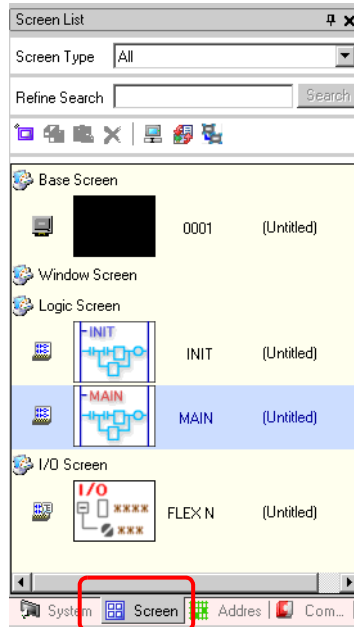 Screen List
Screen Type All
Refine Search Search
Base Screen
0001 (Untitled)
Window Screen
Logic Screen
INIT
INIT (Untitled)
MAIN
MAIN (Untitled)
I/O Screen
I/O
****
***
FLEX N (Untitled)
System Screen Addres Com...